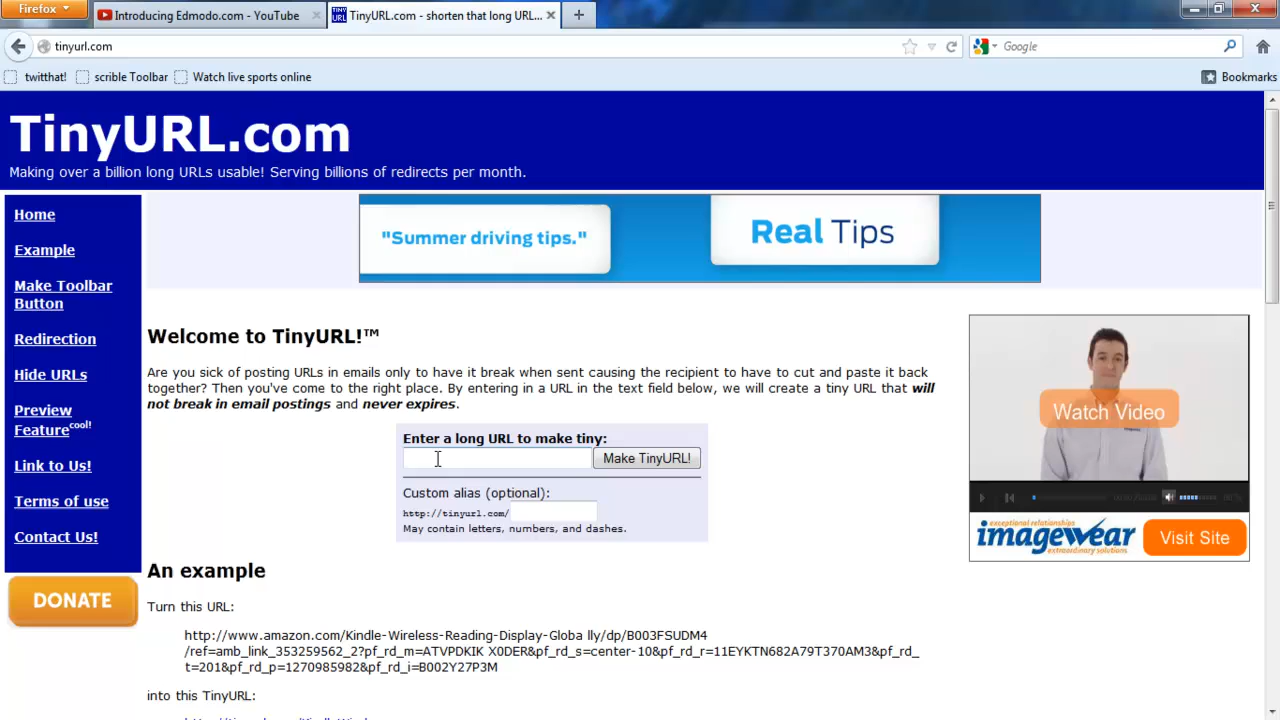 Firefox
Introducing Edmodo.com - YouTube
TinyURL.com - shorten that long URL...
tinyurl.com
Google
twitthat!
scrible Toolbar
Watch live sports online
Bookmarks
TinyURL.com
Making over a billion long URLs usable! Serving billions of redirects per month.
Home
Example
Make Toolbar
Button
Redirection
Hide URLs
Preview
Feature cool!
Link to Us!
Terms of use
Contact Us!
DONATE
"Summer driving tips."
Real Tips
Welcome to TinyURL!™
Are you sick of posting URLs in emails only to have it break when sent causing the recipient to have to cut and paste it back
together? Then you've come to the right place. By entering in a URL in the text field below, we will create a tiny URL that will
not break in email postings and never expires.
Enter a long URL to make tiny:
Make TinyURL!
Custom alias (optional):
http://tinyurl.com/
May contain letters, numbers, and dashes.
Watch Video
exceptional relationships
imagewear
extraordinary solutions
Visit Site
An example
Turn this URL:
http://www.amazon.com/Kindle-Wireless-Reading-Display-Globa lly/dp/B003FSUDM4
/ref=amb_link_353259562_2?pf_rd_m=ATVPDKIK X0DER&pf_rd_s=center-10&pf_rd_r=11EYKTN682A79T370AM3&pf_rd_
t=201&pf_rd_p=1270985982&pf_rd_i=B002Y27P3M
into this TinyURL: